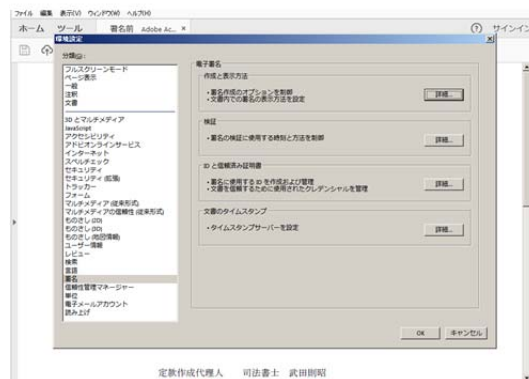 ファイル 編集 表示(V) ウィンドウ(W) ヘルプ(H)
ホーム ツール 署名前 Adobe Ac... × サインイン
環境設定
分類(G):
フルスクリーンモード
ページ表示
一般
注釈
文書
3D とマルチメディア
JavaScript
アクセシビリティ
アドビオンラインサービス
インターネット
スペルチェック
セキュリティ
セキュリティ (拡張)
トラッカー
フォーム
マルチメディア (従来形式)
マルチメディアの信頼性 (従来形式)
ものさし (2D)
ものさし (3D)
ものさし (地図情報)
ユーザー情報
レビュー
検索
言語
署名
信頼性管理マネージャー
単位
電子メールアカウント
読み上げ
電子署名
作成と表示方法
・署名作成のオプションを制御
・文書内での署名の表示方法を設定
詳細...
検証
・署名の検証に使用する時刻と方法を制御
詳細...
ID と信頼済み証明書
・署名に使用する ID を作成および管理
・文書を信頼するために使用されたクレデンシャルを管理
詳細...
文書のタイムスタンプ
・タイムスタンプサーバーを設定
詳細...
OK キャンセル
定款作成代理人 司法書士 武田則昭